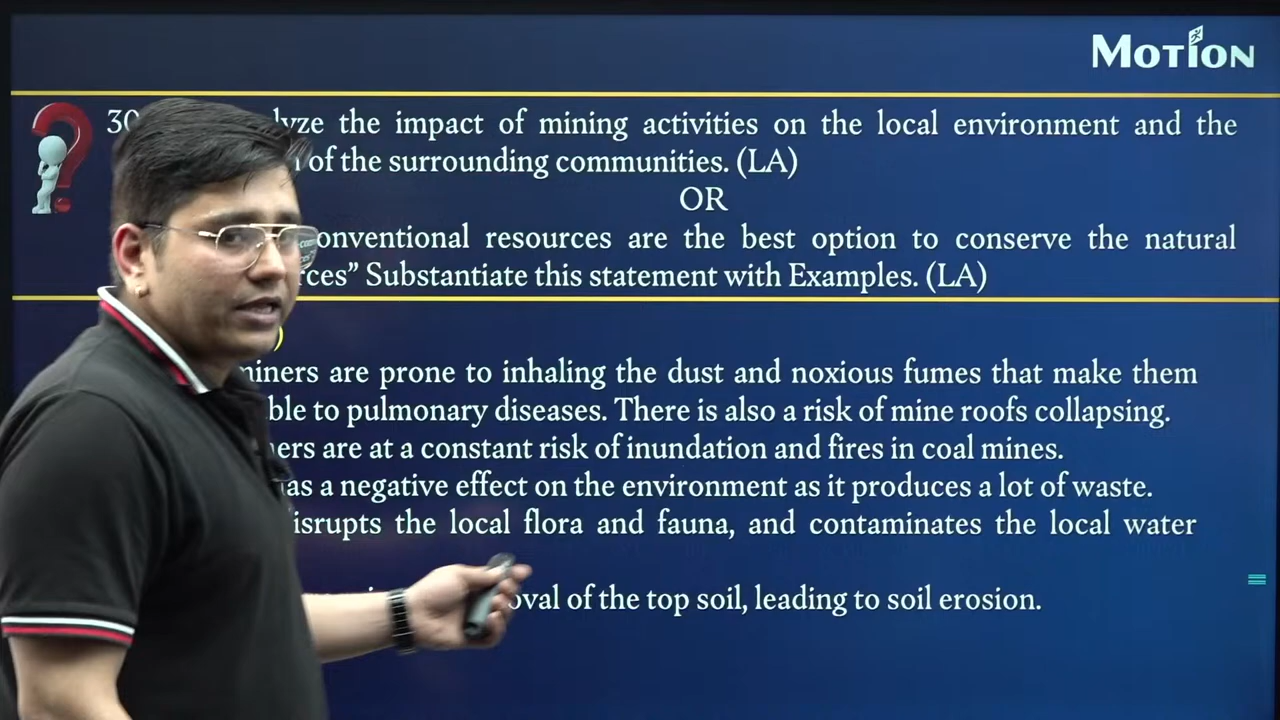 MOTION
30
lyze the impact of mining activities on the local environment and the
of the surrounding communities. (LA)
OR
onventional resources are the best option to conserve the natural
rces” Substantiate this statement with Examples. (LA)
)
miners are prone to inhaling the dust and noxious fumes that make them
ble to pulmonary diseases. There is also a risk of mine roofs collapsing.
ers are at a constant risk of inundation and fires in coal mines.
as a negative effect on the environment as it produces a lot of waste.
isrupts the local flora and fauna, and contaminates the local water
oval of the top soil, leading to soil erosion.